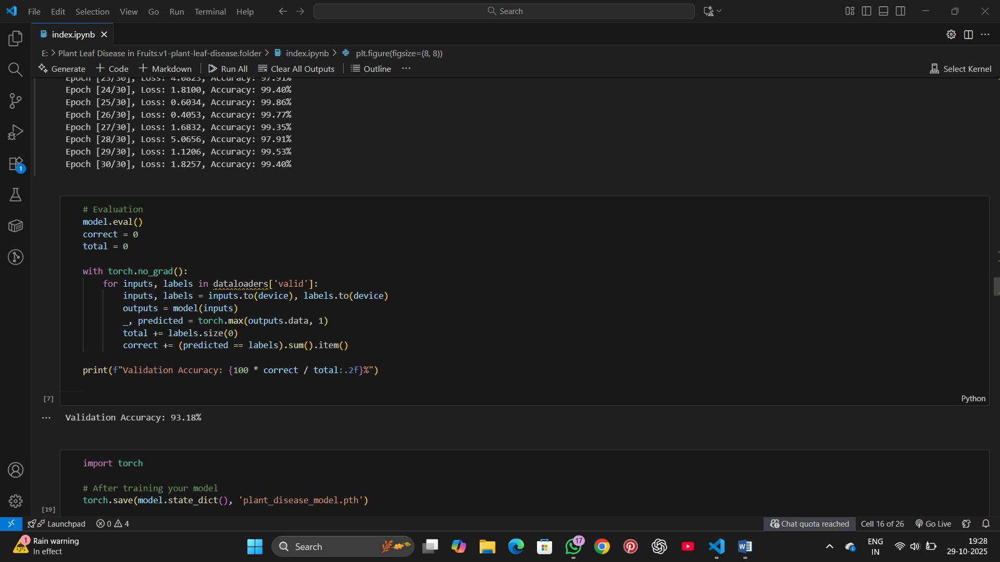 File Edit Selection View Go Run Terminal Help
Search
index.ipynb
E: > Plant Leaf Disease in Fruits.v1-plant-leaf-disease.folder > index.ipynb > plt.figure(figsize=(8, 8))
Generate + Code + Markdown Run All Clear All Outputs Outline ...
Select Kernel
Epoch [23/30], Loss: 4.0823, Accuracy: 97.91%
Epoch [24/30], Loss: 1.8100, Accuracy: 99.40%
Epoch [25/30], Loss: 0.6034, Accuracy: 99.86%
Epoch [26/30], Loss: 0.4053, Accuracy: 99.77%
Epoch [27/30], Loss: 1.6832, Accuracy: 99.35%
Epoch [28/30], Loss: 5.0656, Accuracy: 97.91%
Epoch [29/30], Loss: 1.1206, Accuracy: 99.53%
Epoch [30/30], Loss: 1.8257, Accuracy: 99.40%
# Evaluation
model.eval()
correct = 0
total = 0
with torch.no_grad():
for inputs, labels in dataloaders['valid']:
inputs, labels = inputs.to(device), labels.to(device)
outputs = model(inputs)
_, predicted = torch.max(outputs.data, 1)
total += labels.size(0)
correct += (predicted == labels).sum().item()
print(f"Validation Accuracy: {100 * correct / total:.2f}%")
[7]
Python
... Validation Accuracy: 93.18%
import torch
# After training your model
torch.save(model.state_dict(), 'plant_disease_model.pth')
[19]
1
Launchpad 0 4
Chat quota reached Cell 16 of 26 Go Live
1
Rain warning
In effect
Search
17
ENG
IN
19:28
29-10-2025